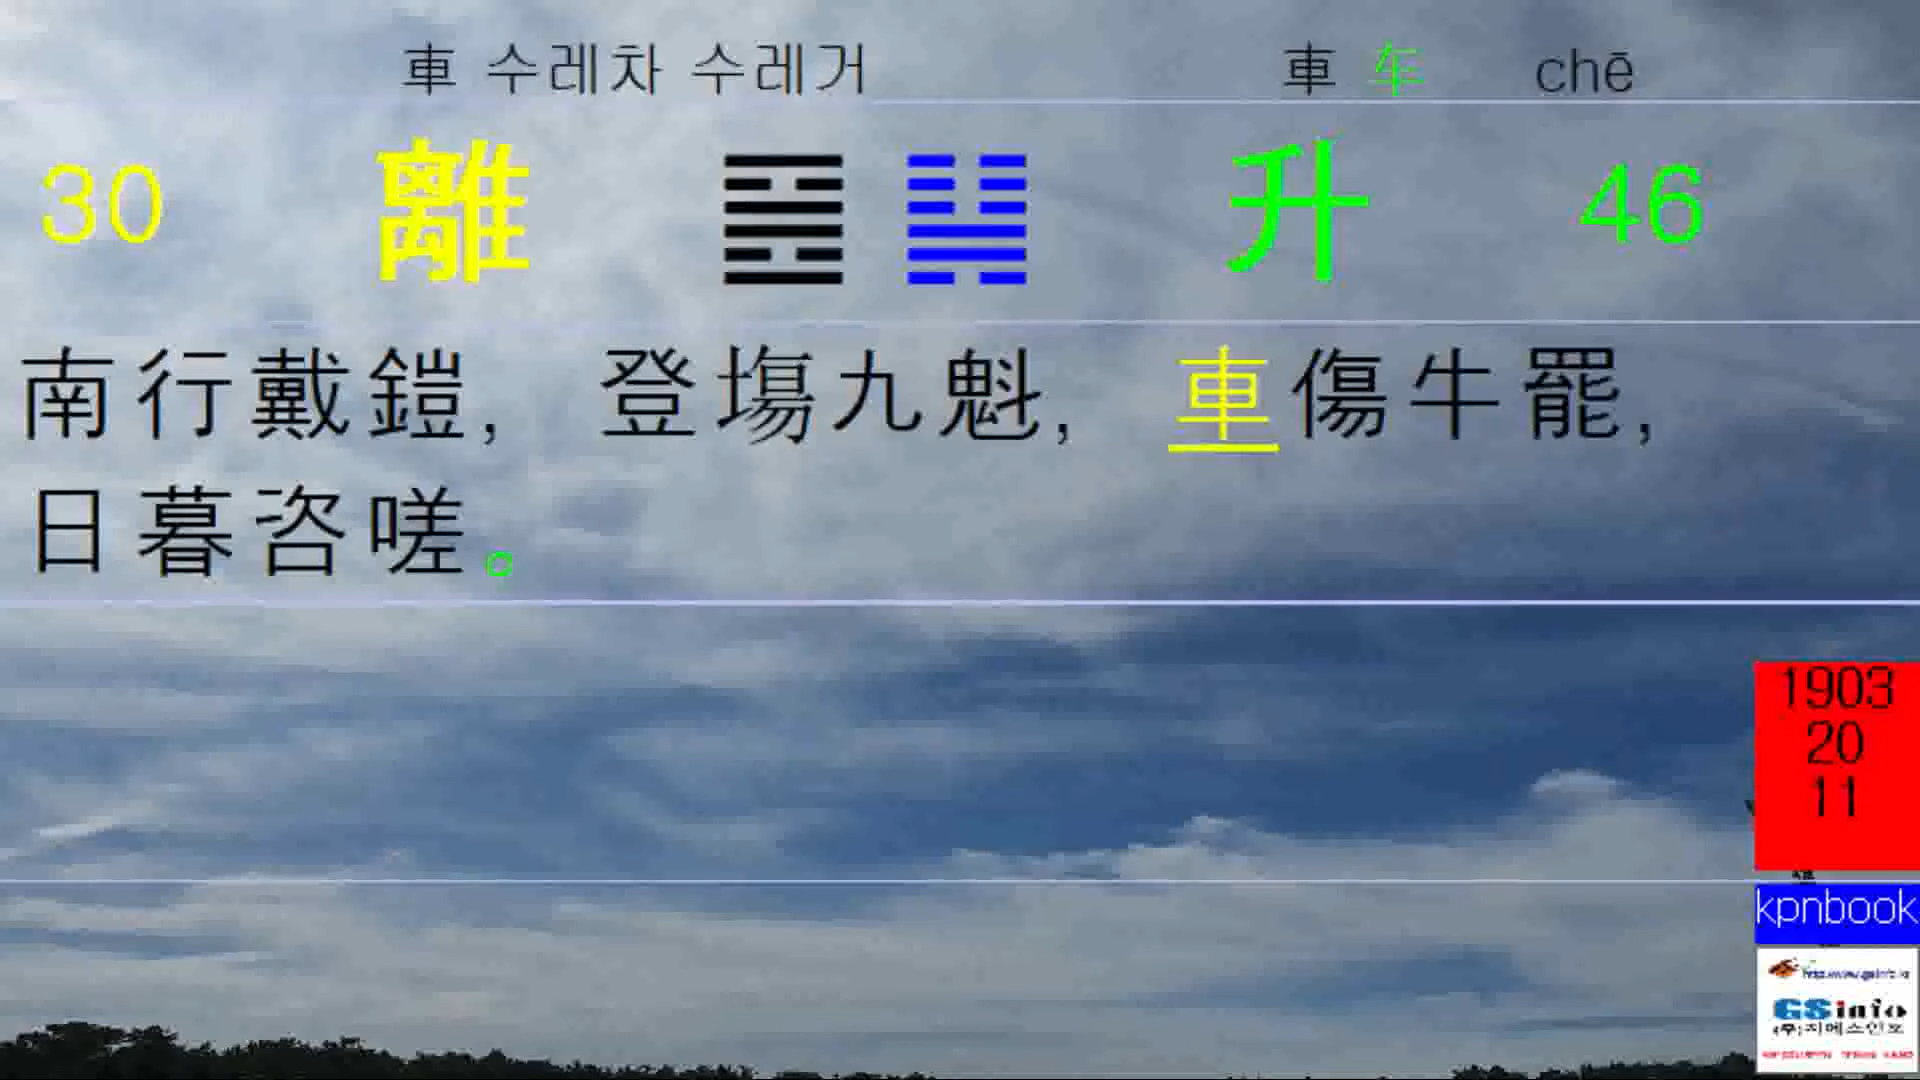 車 수레차 수레거 車 车 chē
30 離 升 46
南行戴鎧, 登塲九魁, 車傷牛罷,
日暮咨嗟。
1903
20
11
kpnbook
GSinfo
(주)지에스인포